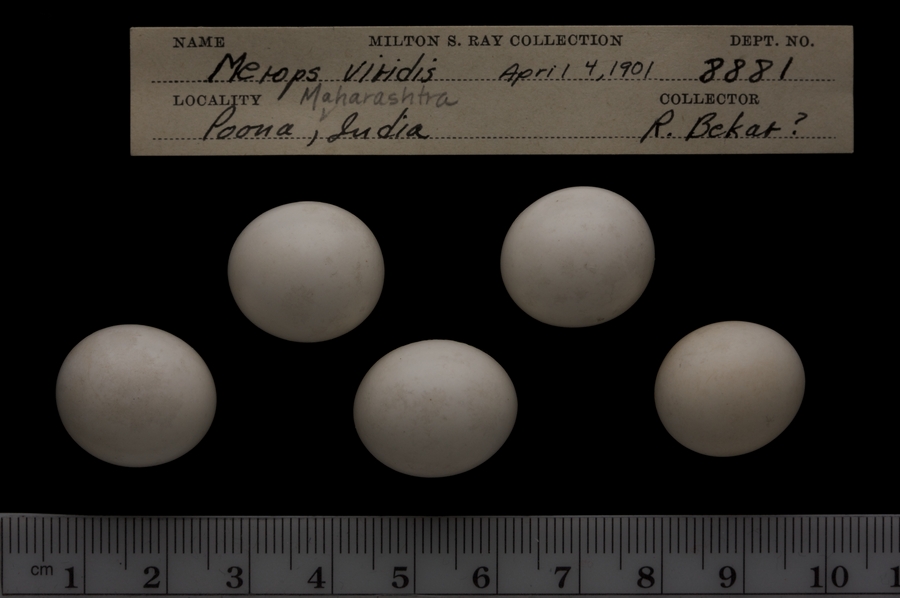 NAME MILTON S. RAY COLLECTION DEPT. NO.
Merops viridis April 4, 1901 8881
LOCALITY Maharashtra COLLECTOR
Poona, India R. Bekar?
cm 1 2 3 4 5 6 7 8 9 10 1